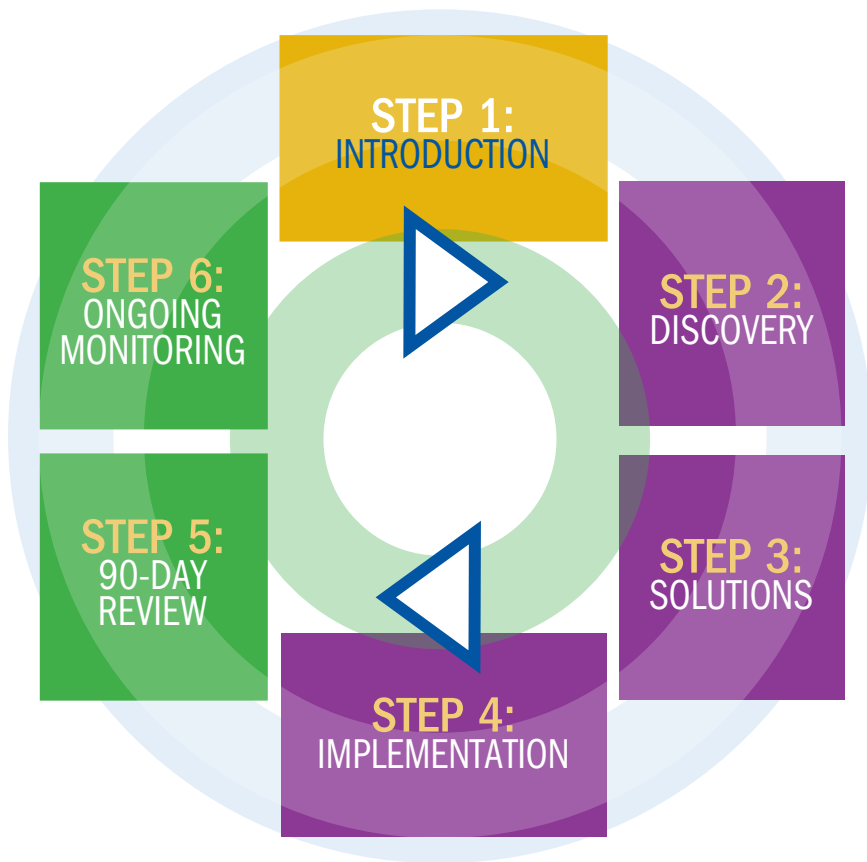 STEP 1:
INTRODUCTION
STEP 2:
DISCOVERY
STEP 3:
SOLUTIONS
STEP 4:
IMPLEMENTATION
STEP 5:
90-DAY
REVIEW
STEP 6:
ONGOING
MONITORING